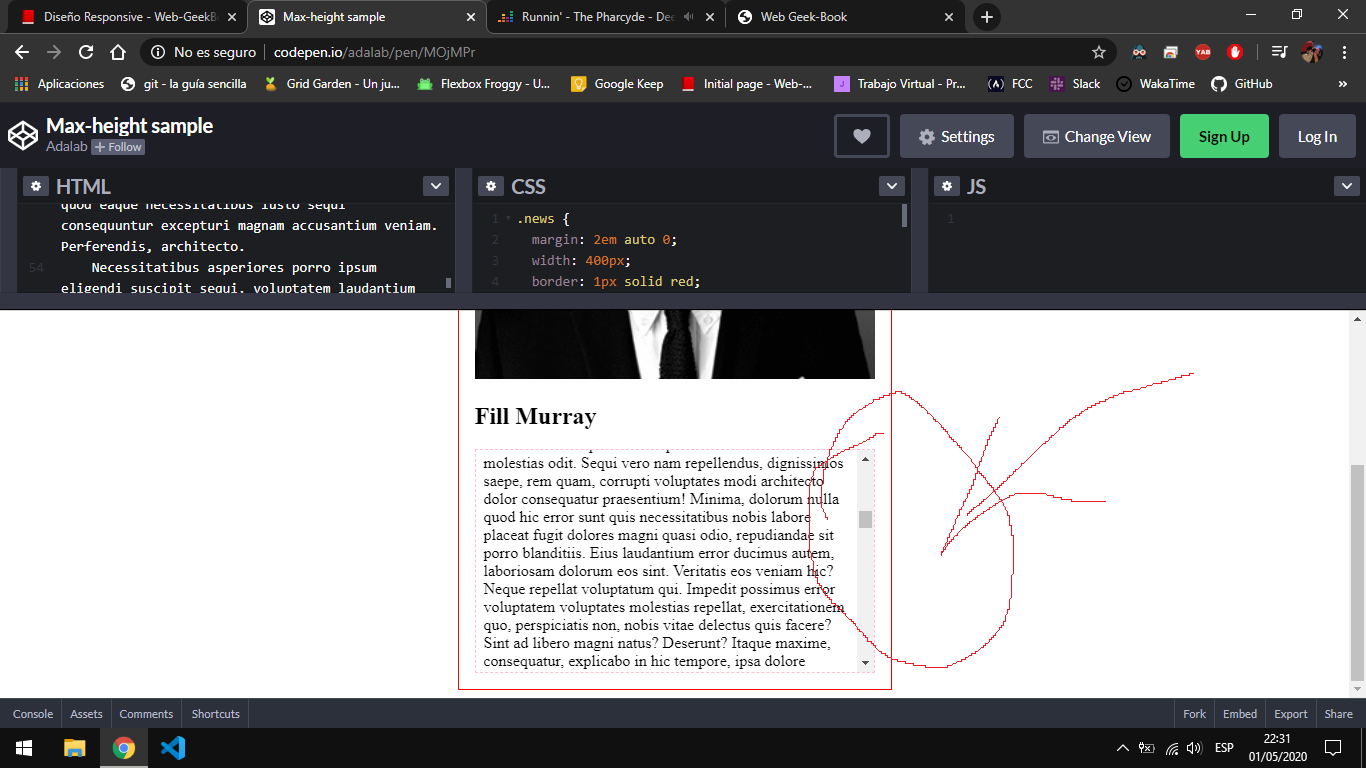 Diseño Responsive - Web-GeekB
Max-height sample
Runnin' - The Pharcyde - Dee
Web Geek-Book
No es seguro
codepen.io/adalab/pen/MOjMPr
YAB
Aplicaciones
git - la guía sencilla
Grid Garden - Un ju...
Flexbox Froggy - U...
Google Keep
Initial page - Web-...
Trabajo Virtual - Pr...
FCC
Slack
WakaTime
GitHub
»
Max-height sample
Adalab
+ Follow
Settings
Change View
Sign Up
Log In
HTML
quod eaque necessitatibus iusto sequi
consequuntur excepturi magnam accusantium veniam.
Perferendis, architecto.
54 Necessitatibus asperiores porro ipsum
eligendi suscipit sequi, voluptatem laudantium
CSS
1 .news {
2 margin: 2em auto 0;
3 width: 400px;
4 border: 1px solid red;
JS
1
Fill Murray
molestias odit. Sequi vero nam repellendus, dignissimos
saepe, rem quam, corrupti voluptates modi architecto
dolor consequatur praesentium! Minima, dolorum nulla
quod hic error sunt quis necessitatibus nobis labore
placeat fugit dolores magni quasi odio, repudiandae sit
porro blanditiis. Eius laudantium error ducimus autem,
laboriosam dolorum eos sint. Veritatis eos veniam hic?
Neque repellat voluptatum qui. Impedit possimus error
voluptatem voluptates molestias repellat, exercitationem
quo, perspiciatis non, nobis vitae delectus quis facere?
Sint ad libero magni natus? Deserunt? Itaque maxime,
consequatur, explicabo in hic tempore, ipsa dolore
Console
Assets
Comments
Shortcuts
Fork
Embed
Export
Share
ESP
22:31
01/05/2020